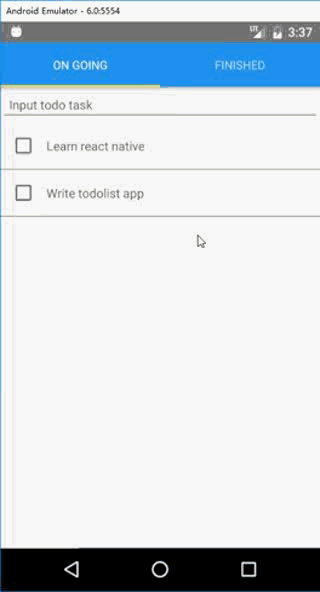 Android Emulator - 6.0:5554
LTE 3:37
ON GOING FINISHED
Input todo task
Learn react native
Write todolist app